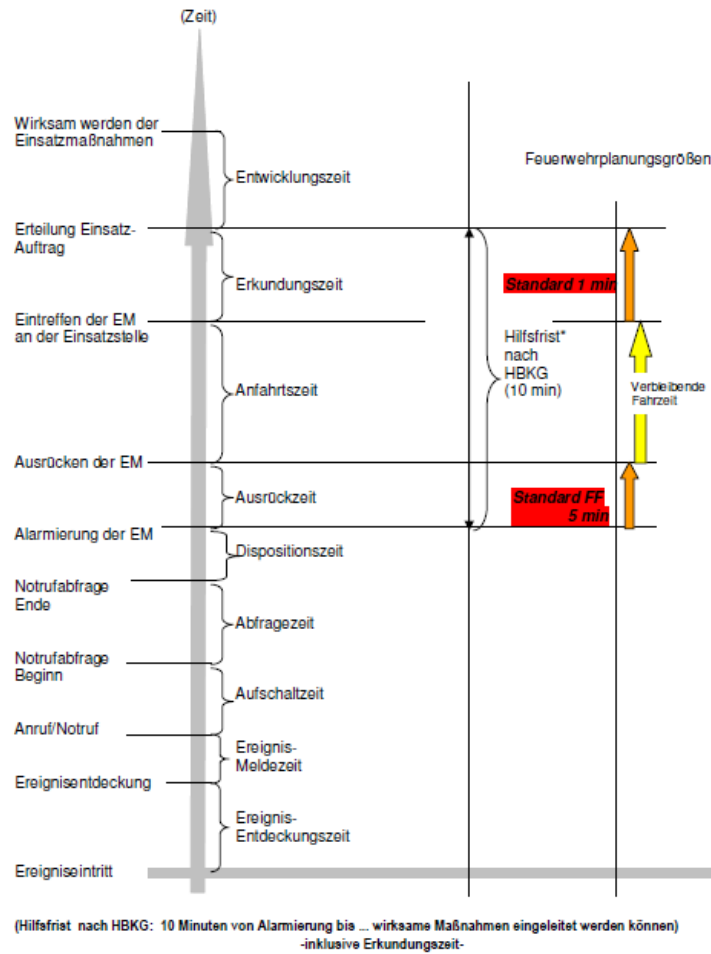 (Zeit)
Wirksam werden der
Einsatzmaßnahmen
Entwicklungszeit
Feuerwehrplanungsgrößen
Erteilung Einsatz-
Auftrag
Erkundungszeit
Standard 1 min
Eintreffen der EM
an der Einsatzstelle
Hilfsfrist*
nach
HBKG
(10 min)
Anfahrtszeit
Verbleibende
Fahrzeit
Ausrücken der EM
Ausrückzeit
Standard FF
5 min
Alarmierung der EM
Dispositionszeit
Notrufabfrage
Ende
Abfragezeit
Notrufabfrage
Beginn
Aufschaltzeit
Anruf/Notruf
Ereignis-
Meldezeit
Ereignisentdeckung
Ereignis-
Entdeckungszeit
Ereigniseintritt
(Hilfsfrist nach HBKG: 10 Minuten von Alarmierung bis ... wirksame Maßnahmen eingeleitet werden können)
-inklusive Erkundungszeit-